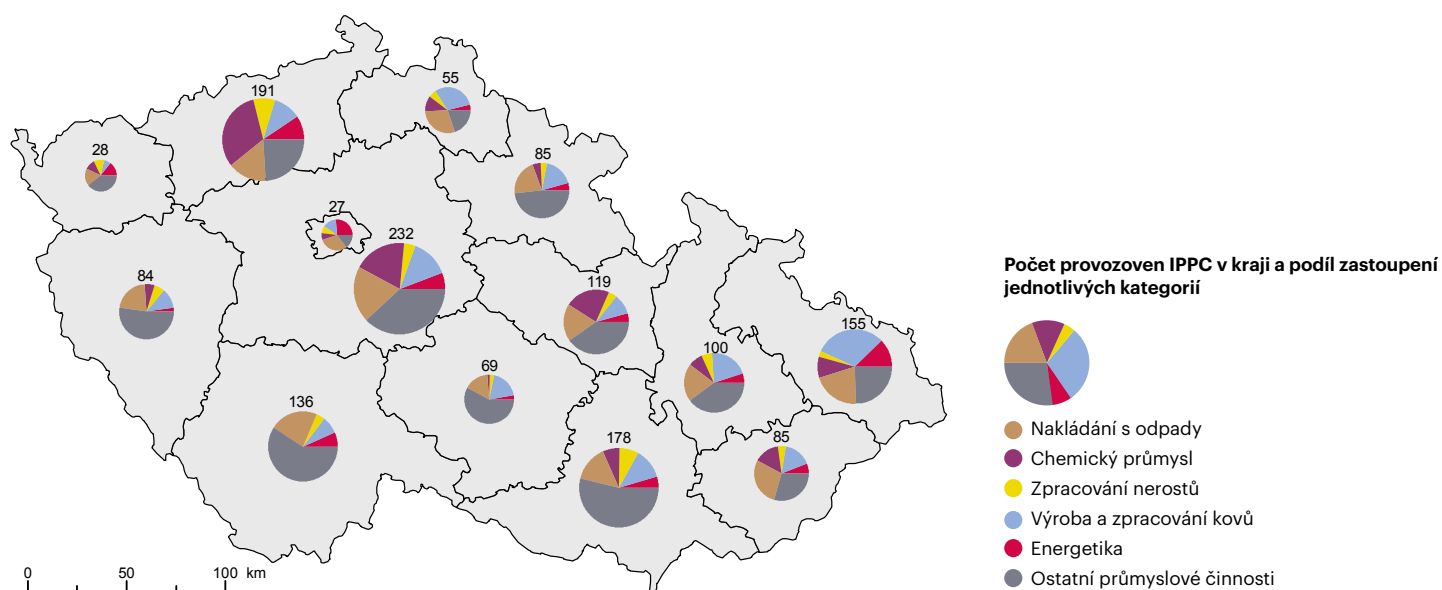 55
191
28
85
27
232
84
119
155
100
69
136
178
85
0 50 100 km
Počet provozoven IPPC v kraji a podíl zastoupení
jednotlivých kategorií
Nakládání s odpady
Chemický průmysl
Zpracování nerostů
Výroba a zpracování kovů
Energetika
Ostatní průmyslové činnosti